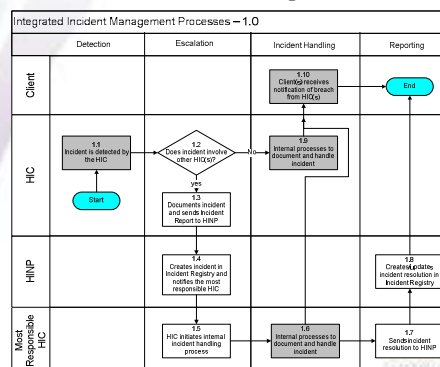 Integrated Incident Management Processes – 1.0
Detection
Escalation
Incident Handling
Reporting
Client
1.10
Client(s) receives
notification of breach
from HIC(s)
End
HIC
1.1
Incident is detected by
the HIC
1.2
Does incident involve
other HIC(s)?
No
1.9
Internal processes to
document and handle
incident
Start
yes
1.3
Documents incident
and sends Incident
Report to HINP
HINP
1.4
Creates incident in
Incident Registry and
notifies the most
responsible HIC
1.8
Creates/updates
incident resolution in
Incident Registry
Most
Responsible
HIC
1.5
HIC initiates internal
incident handling
process
1.6
Internal processes to
document and handle
incident
1.7
Sends incident
resolution to HINP